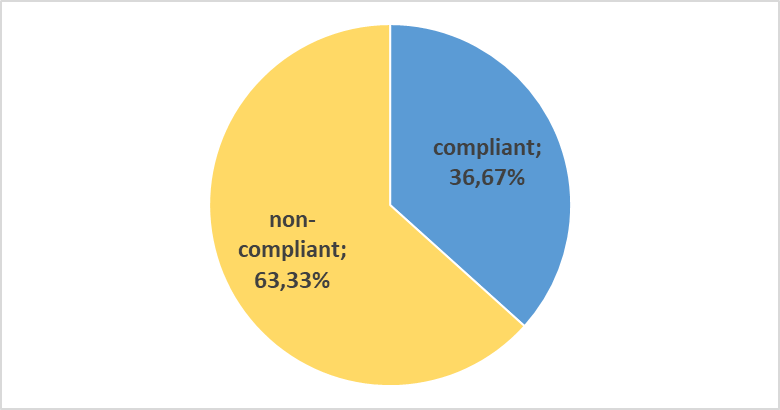 compliant;
36,67%
non-
compliant;
63,33%